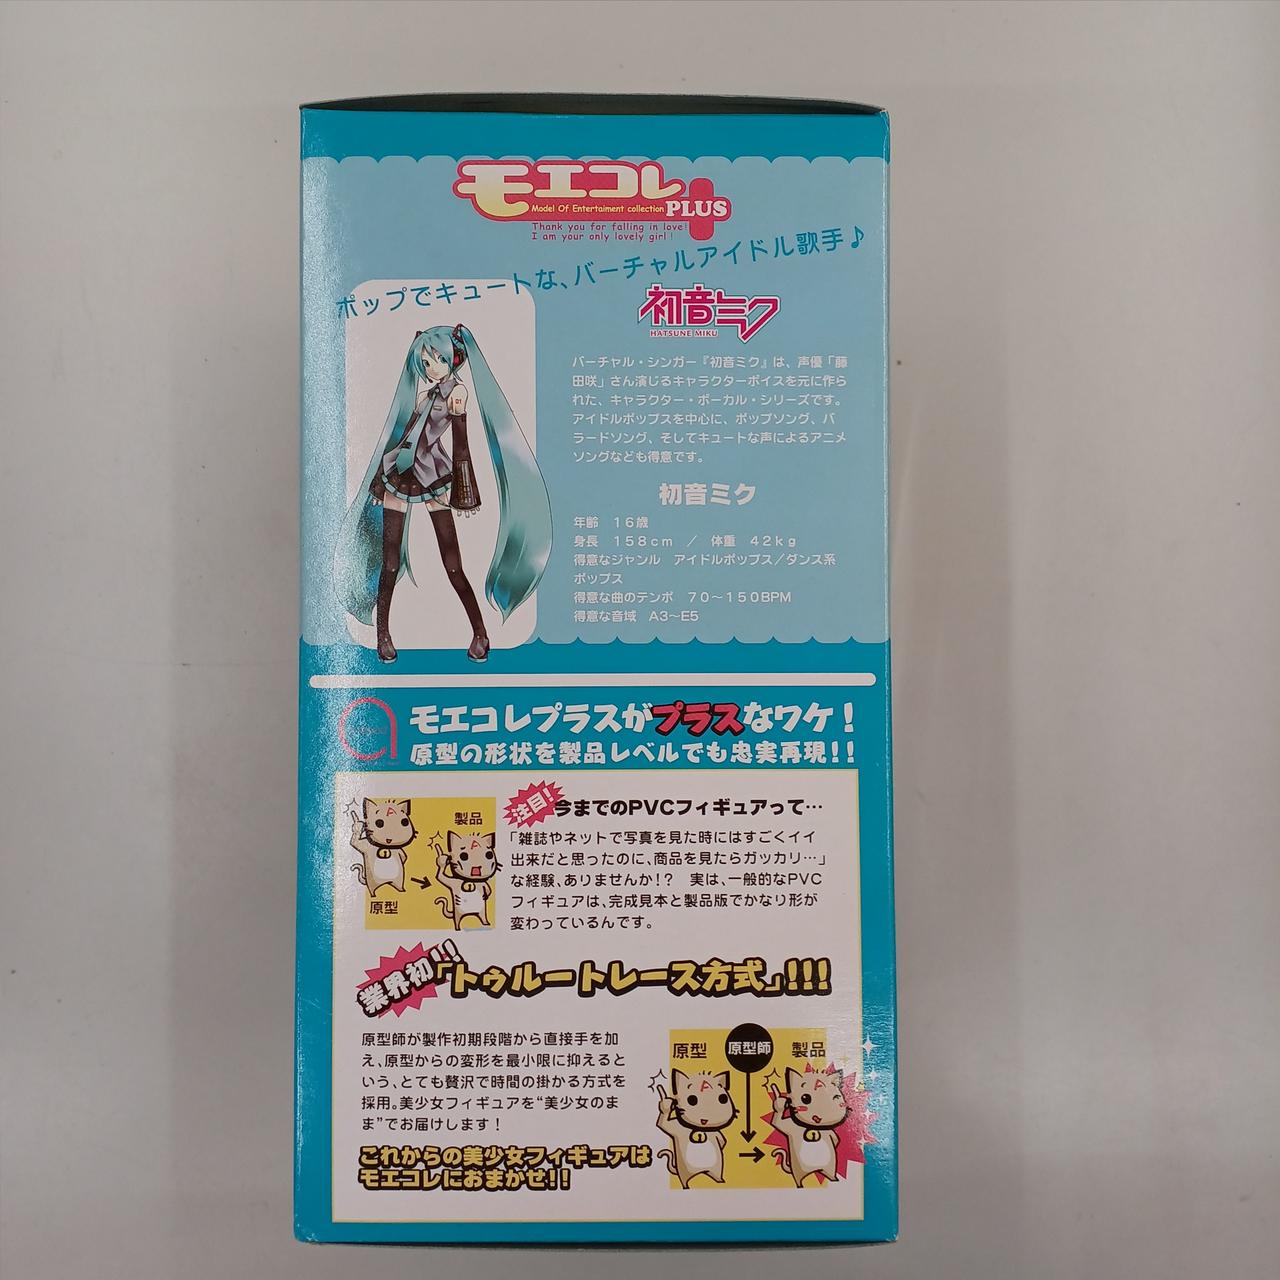 モエコレ
PLUS
Model Of Entertaiment collection
Thank you for falling in love!
I am your only lovely girl!
ポップでキュートな、バーチャルアイドル歌手♪
初音ミク
HATSUNE MIKU
バーチャル・シンガー『初音ミク』は、声優「藤
田咲」さん演じるキャラクターボイスを元に作ら
れた、キャラクター・ボーカル・シリーズです。
アイドルポップスを中心に、ポップソング、バ
ラードソング、そしてキュートな声によるアニメ
ソングなども得意です。
初音ミク
年齢 16歳
身長 158cm / 体重 42kg
得意なジャンル アイドルポップス/ダンス系
ポップス
得意な曲のテンポ 70~150BPM
得意な音域 A3~E5
01
モエコレプラスがプラスなワケ!
原型の形状を製品レベルでも忠実再現!!
製品
原型
注目!
今までのPVCフィギュアって…
「雑誌やネットで写真を見た時にはすごくイイ
出来だと思ったのに、商品を見たらガッカリ…」
な経験、ありませんか!? 実は、一般的なPVC
フィギュアは、完成見本と製品版でかなり形が
変わっているんです。
業界初!!
「トゥルートレース方式」!!!
原型師が製作初期段階から直接手を加
え、原型からの変形を最小限に抑えると
いう、とても贅沢で時間の掛かる方式を
採用。美少女フィギュアを“美少女のま
ま”でお届けします!
これからの美少女フィギュアは
モエコレにおまかせ!!
原型
原型師
製品